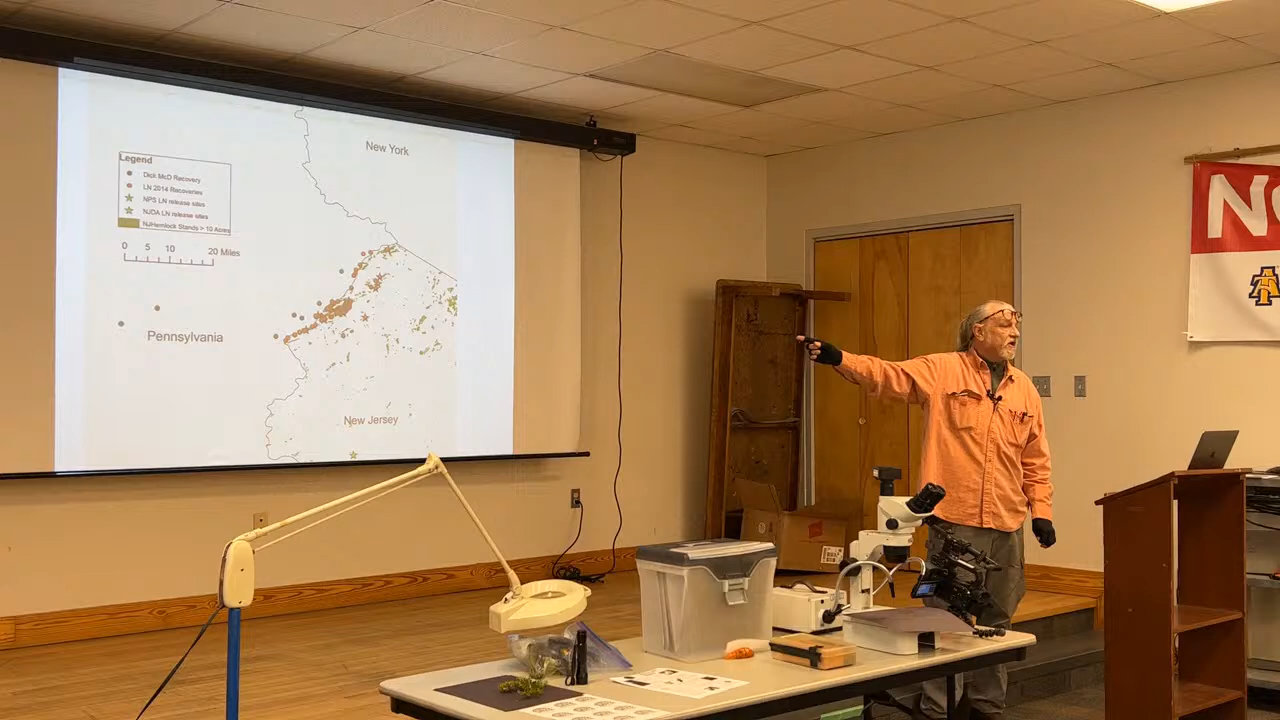 New York
Legend
Dick McD Recovery
LN 2014 Recoveries
NPS LN release sites
NJDA LN release sites
NJHemlock Stands > 10 Acres
0 5 10 20 Miles
Pennsylvania
New Jersey
AT